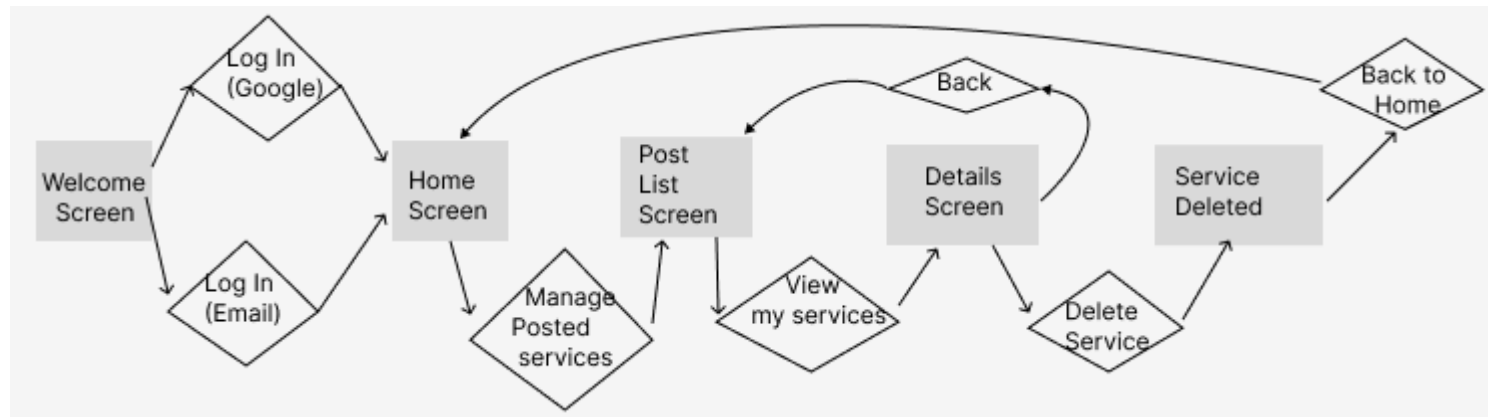 Log In
(Google)
Back
Back to
Home
Welcome
Screen
Home
Screen
Post
List
Screen
Details
Screen
Service
Deleted
Log In
(Email)
Manage
Posted
services
View
my services
Delete
Service